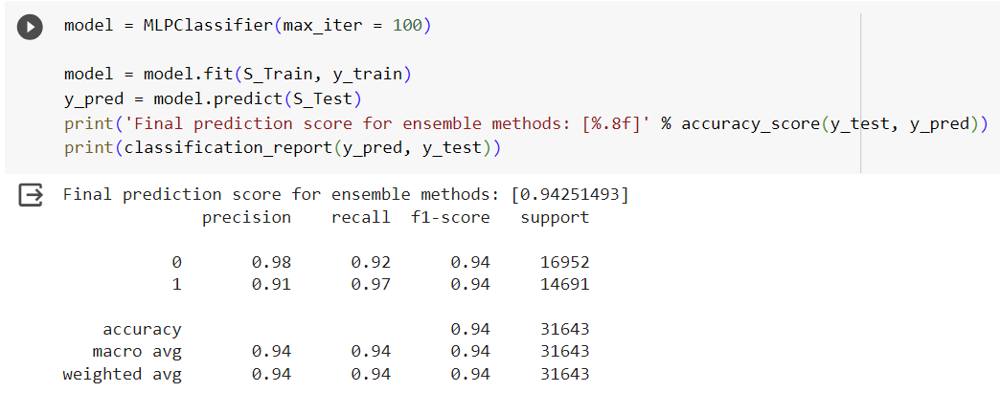 model = MLPClassifier(max_iter = 100)
model = model.fit(S_Train, y_train)
y_pred = model.predict(S_Test)
print('Final prediction score for ensemble methods: [%.8f]' % accuracy_score(y_test, y_pred))
print(classification_report(y_pred, y_test))
Final prediction score for ensemble methods: [0.94251493]
precision recall f1-score support
0 0.98 0.92 0.94 16952
1 0.91 0.97 0.94 14691
accuracy 0.94 31643
macro avg 0.94 0.94 0.94 31643
weighted avg 0.94 0.94 0.94 31643